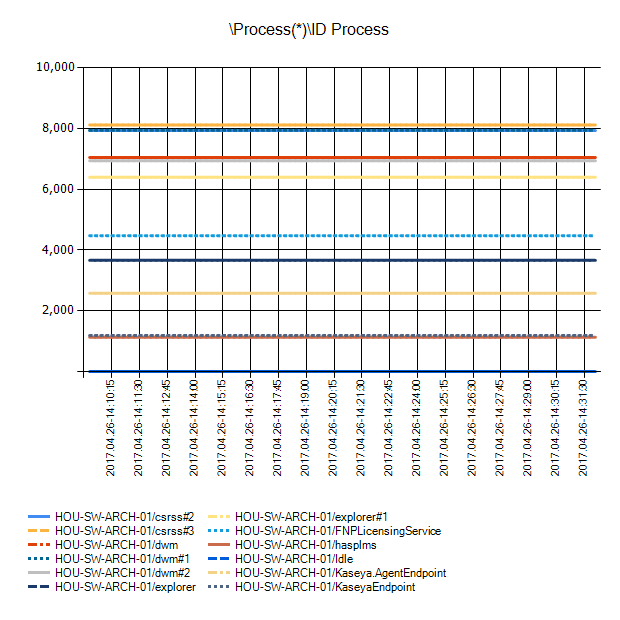 \Process(*)\ID Process
10,000
8,000
6,000
4,000
2,000
2017.04.26-14:10:15
2017.04.26-14:11:30
2017.04.26-14:12:45
2017.04.26-14:14:00
2017.04.26-14:15:15
2017.04.26-14:16:30
2017.04.26-14:17:45
2017.04.26-14:19:00
2017.04.26-14:20:15
2017.04.26-14:21:30
2017.04.26-14:22:45
2017.04.26-14:24:00
2017.04.26-14:25:15
2017.04.26-14:26:30
2017.04.26-14:27:45
2017.04.26-14:29:00
2017.04.26-14:30:15
2017.04.26-14:31:30
HOU-SW-ARCH-01/csrss#2
HOU-SW-ARCH-01/csrss#3
HOU-SW-ARCH-01/dwm
HOU-SW-ARCH-01/dwm#1
HOU-SW-ARCH-01/dwm#2
HOU-SW-ARCH-01/explorer
HOU-SW-ARCH-01/explorer#1
HOU-SW-ARCH-01/FNPLicensingService
HOU-SW-ARCH-01/hasplms
HOU-SW-ARCH-01/Idle
HOU-SW-ARCH-01/Kaseya.AgentEndpoint
HOU-SW-ARCH-01/KaseyaEndpoint